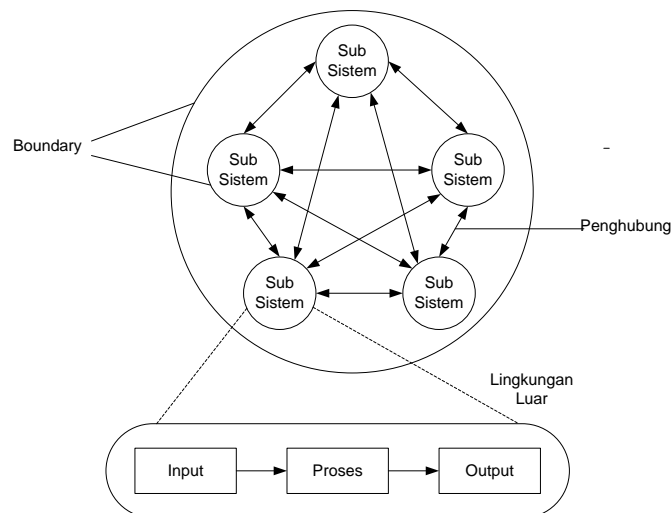 Sub
Sistem
Boundary
Sub
Sistem
Sub
Sistem
Penghubung
Sub
Sistem
Sub
Sistem
Lingkungan
Luar
Input
Proses
Output